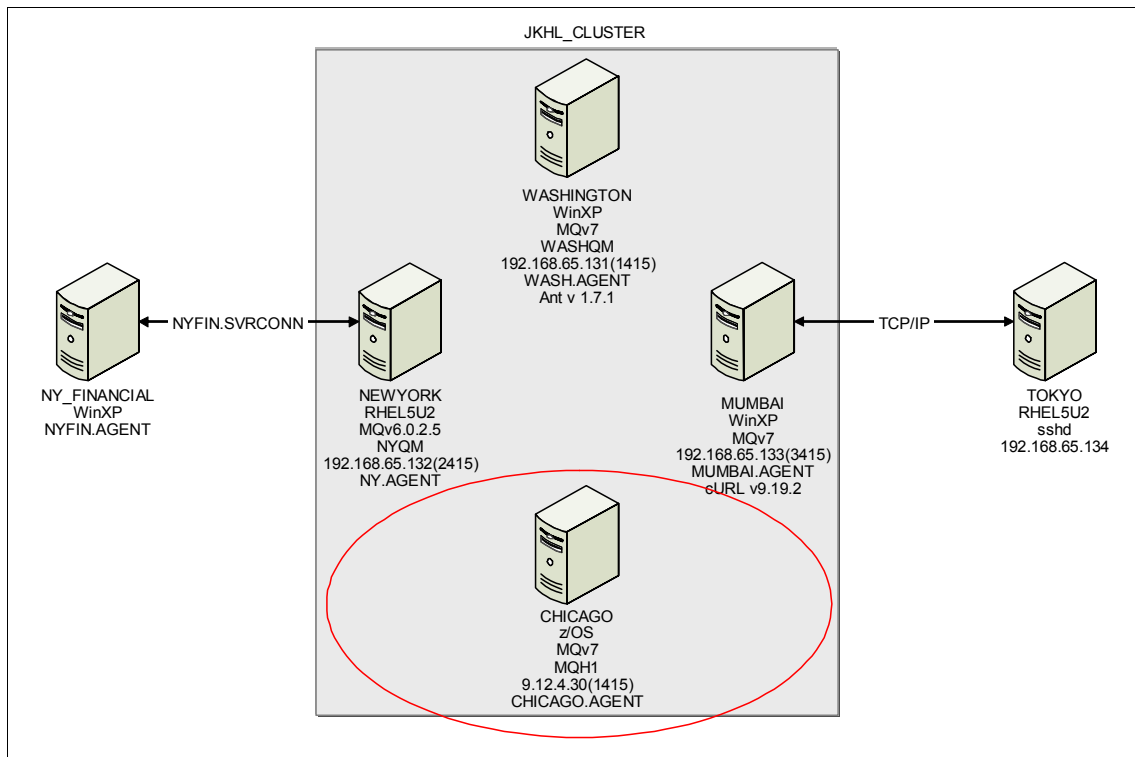 JKHL_CLUSTER
WASHINGTON
WinXP
MQv7
WASHQM
192.168.65.131(1415)
WASH.AGENT
Ant v 1.7.1
NYFIN.SVRCONN
TCP/IP
NY_FINANCIAL
WinXP
NYFIN.AGENT
NEWYORK
RHEL5U2
MQv6.0.2.5
NYQM
192.168.65.132(2415)
NY.AGENT
MUMBAI
WinXP
MQv7
192.168.65.133(3415)
MUMBAI.AGENT
cURL v9.19.2
TOKYO
RHEL5U2
sshd
192.168.65.134
CHICAGO
z/OS
MQv7
MQH1
9.12.4.30(1415)
CHICAGO.AGENT